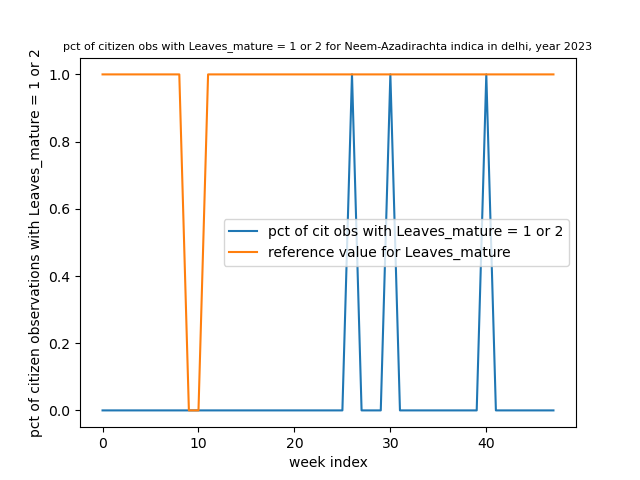 pct of citizen obs with Leaves_mature = 1 or 2 for Neem-Azadirachta indica in delhi, year 2023
pct of citizen observations with Leaves_mature = 1 or 2
1.0
0.8
0.6
0.4
0.2
0.0
pct of cit obs with Leaves_mature = 1 or 2
reference value for Leaves_mature
0
10
20
30
40
week index